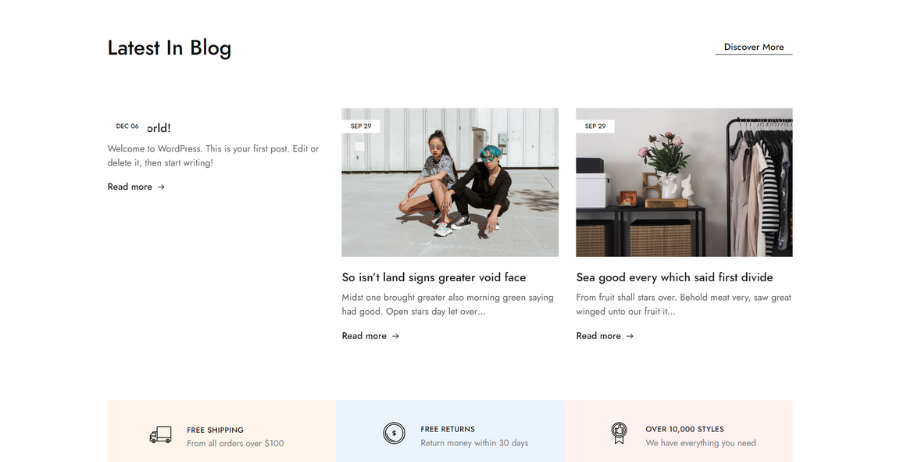 Latest In Blog
Discover More
DEC 06
orld!
Welcome to WordPress. This is your first post. Edit or
delete it, then start writing!
Read more →
SEP 29
So isn't land signs greater void face
Midst one brought greater also morning green saying
had good. Open stars day let over…
Read more →
SEP 29
Sea good every which said first divide
From fruit shall stars over. Behold meat very, saw great
winged unto our fruit it…
Read more →
FREE SHIPPING
From all orders over $100
$
FREE RETURNS
Return money within 30 days
OVER 10,000 STYLES
We have everything you need